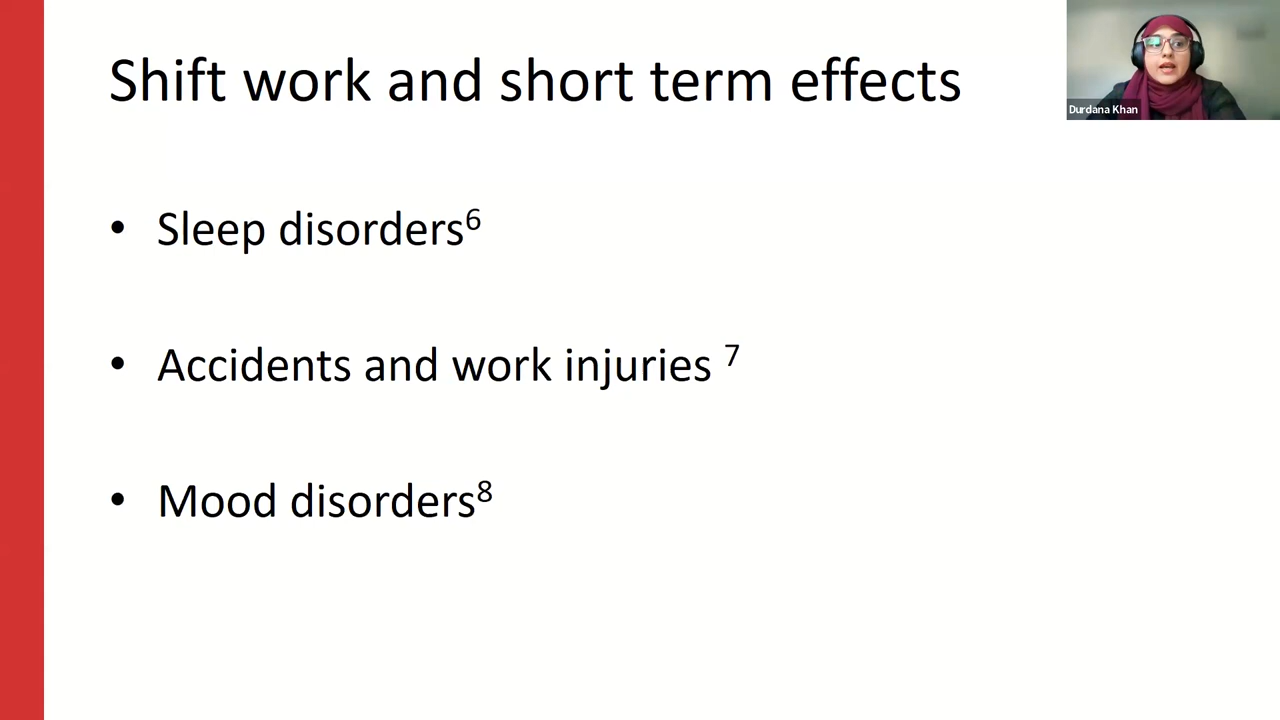 Shift work and short term effects
Durdana Khan
• Sleep disorders⁶
• Accidents and work injuries ⁷
• Mood disorders⁸